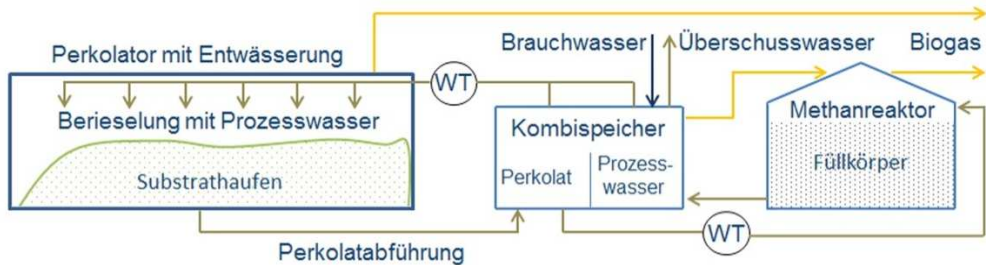 Perkolator mit Entwässerung
Brauchwasser
Überschusswasser
Biogas
WT
Berieselung mit Prozesswasser
Substrathaufen
Kombispeicher
Perkolat
Prozess-
wasser
Methanreaktor
Füllkörper
WT
Perkolatabführung